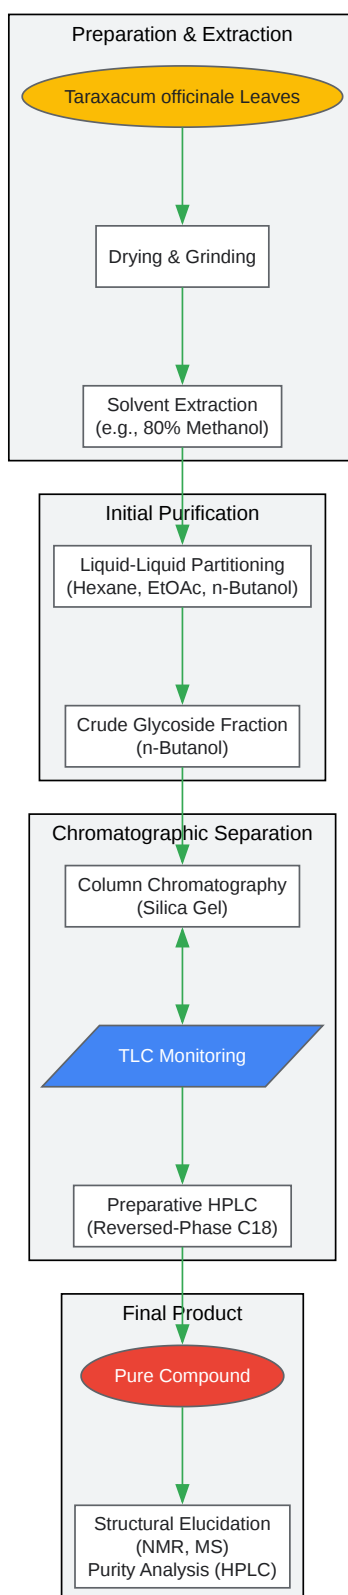 Preparation & Extraction
Taraxacum officinale Leaves
Drying & Grinding
Solvent Extraction
(e.g., 80% Methanol)
Initial Purification
Liquid-Liquid Partitioning
(Hexane, EtOAc, n-Butanol)
Crude Glycoside Fraction
(n-Butanol)
Chromatographic Separation
Column Chromatography
(Silica Gel)
TLC Monitoring
Preparative HPLC
(Reversed-Phase C18)
Final Product
Pure Compound
Structural Elucidation
(NMR, MS)
Purity Analysis (HPLC)